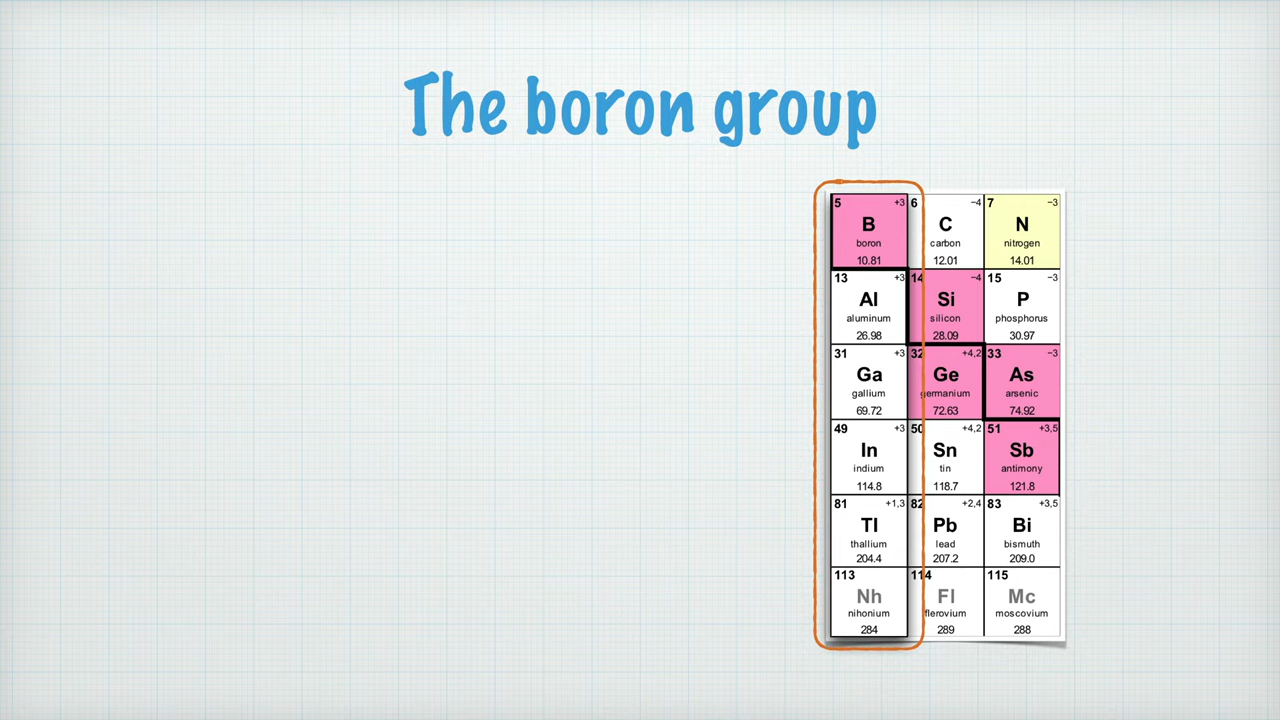 The boron group
5 +3 6 −4 7 −3
B C N
boron carbon nitrogen
10.81 12.01 14.01
13 +3 14 −4 15 −3
Al Si P
aluminum silicon phosphorus
26.98 28.09 30.97
31 +3 32 +4,2 33 −3
Ga Ge As
gallium germanium arsenic
69.72 72.63 74.92
49 +3 50 +4,2 51 +3,5
In Sn Sb
indium tin antimony
114.8 118.7 121.8
81 +1,3 82 +2,4 83 +3,5
Tl Pb Bi
thallium lead bismuth
204.4 207.2 209.0
113 114 115
Nh Fl Mc
nihonium flerovium moscovium
284 289 288